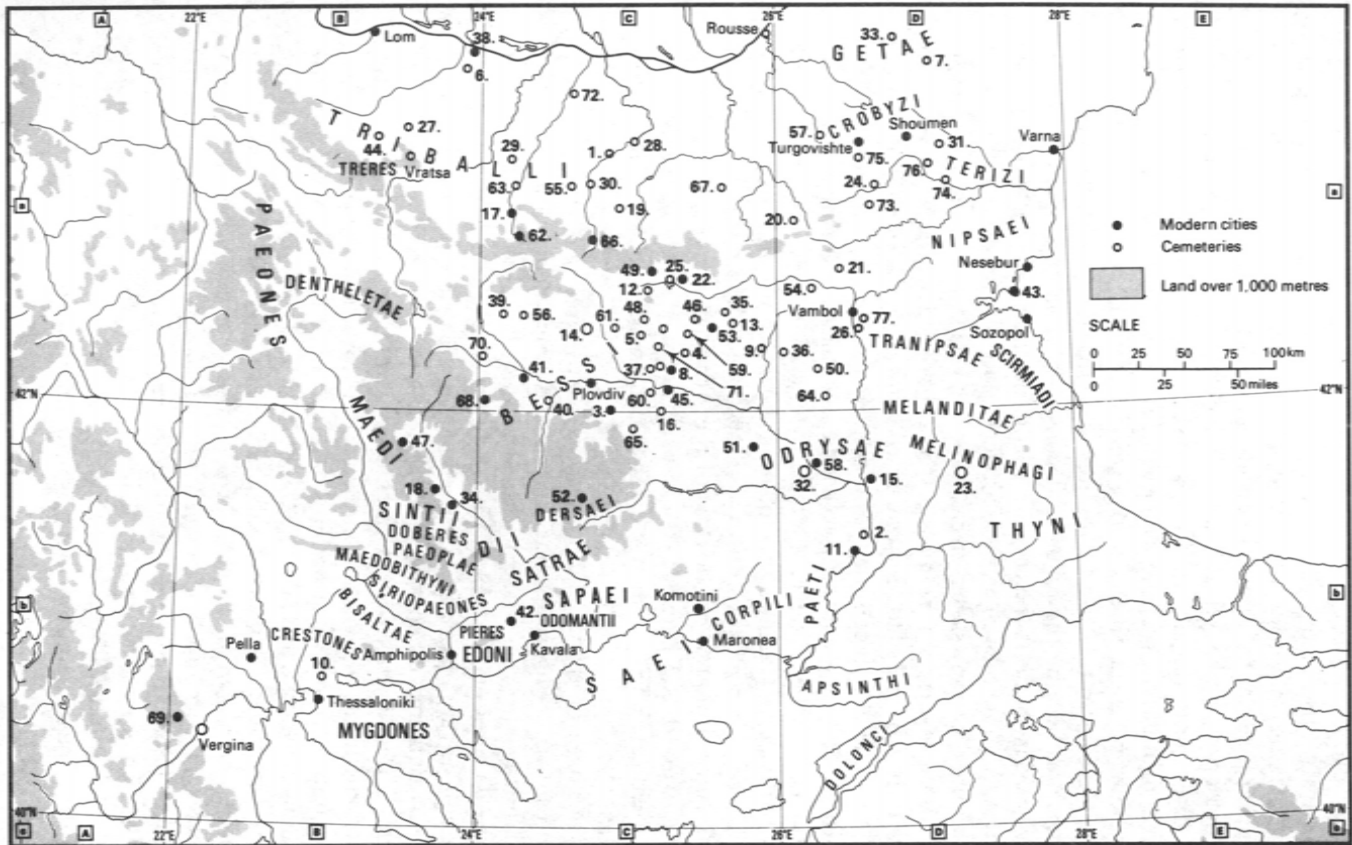 A
22°E
B
24°E
C
26°E
D
28°E
E
Lom
38.
Rousse
33.
GETAE
7.
6.
72.
TRIBALLI
27.
44.
TRERES
Vratsa
29.
1.
28.
57.
CROBYZI
Shoumen
Turgovishte
31.
Varna
75.
76.
TERIZI
74.
63.
55.
30.
67.
24.
73.
a
17.
19.
20.
a
62.
66.
NIPSAEI
Modern cities
Cemeteries
Land over 1,000 metres
SCALE
0 25 50 75 100km
0 25 50 miles
PAEONES
DENTHELETAE
49.
25.
22.
12.
21.
54.
Nesebur
43.
Sozopol
39.
56.
48.
46.
35.
13.
Vambol
77.
26.
14.
61.
5.
53.
TRANIPSAE
SCIRMIADI
70.
4.
59.
9.
36.
50.
41.
37.
8.
71.
42°N
BESSI
Plovdiv
42°N
68.
40.
3.
60.
45.
16.
64.
MELANDITAE
65.
MAEDI
47.
51.
ODRYSAE
58.
32.
15.
MELINOPHAGI
23.
18.
34.
52.
DERSAEI
SINTII
DOBERES
PAEOPLAE
DII
SATRAE
THYNI
2.
11.
MAEDOBITHYNI
SIRIOPAEONES
b
BISALTAE
SAPAEI
Komotini
CORPILI
PAETI
b
42.
ODOMANTII
PIERES
CRESTONES
Pella
Amphipolis
EDONI
Kavala
Maronea
SAEI
10.
Thessaloniki
APSINTHI
69.
Vergina
MYGDONES
DOLONCI
40°N
40°N
A
22°E
B
24°E
C
26°E
D
28°E
E